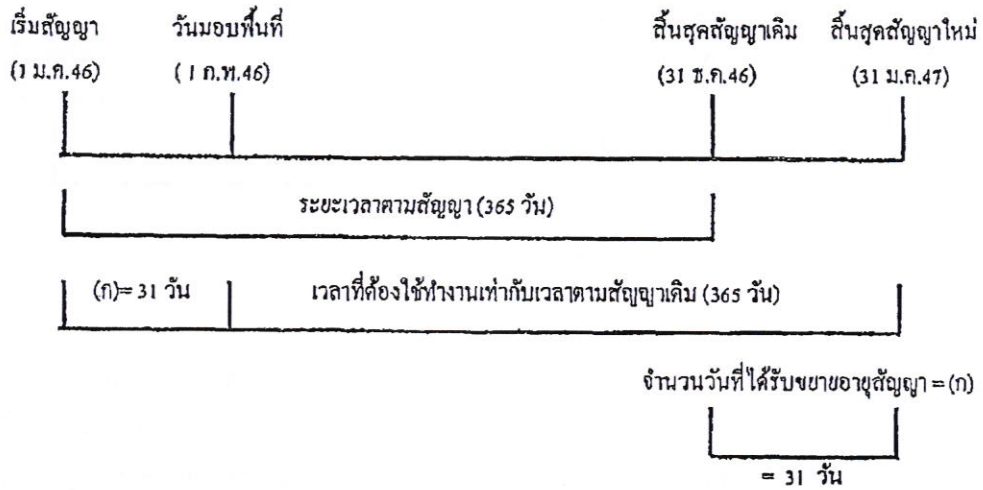 เริ่มสัญญา วันมอบพื้นที่ สิ้นสุดสัญญาเดิม สิ้นสุดสัญญาใหม่
(1 ม.ค.46) (1 ก.พ.46) (31 ธ.ค.46) (31 ม.ค.47)
ระยะเวลาตามสัญญา (365 วัน)
(ก)= 31 วัน เวลาที่ต้องใช้ทำงานเท่ากับเวลาตามสัญญาเดิม (365 วัน)
จำนวนวันที่ได้รับขยายอายุสัญญา = (ก)
= 31 วัน